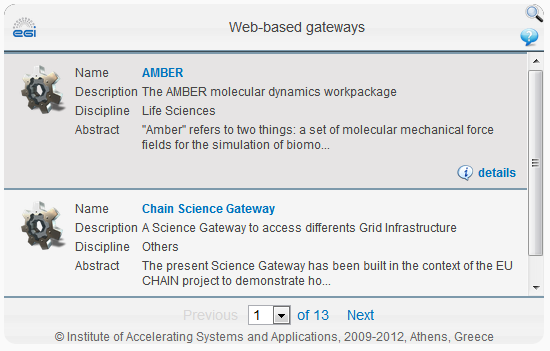 egi
Web-based gateways
?
Name AMBER
Description The AMBER molecular dynamics workpackage
Discipline Life Sciences
Abstract "Amber" refers to two things: a set of molecular mechanical force
fields for the simulation of biomo...
i details
Name Chain Science Gateway
Description A Science Gateway to access differents Grid Infrastructure
Discipline Others
Abstract The present Science Gateway has been built in the context of the EU
CHAIN project to demonstrate ho...
Previous 1 of 13 Next
© Institute of Accelerating Systems and Applications, 2009-2012, Athens, Greece